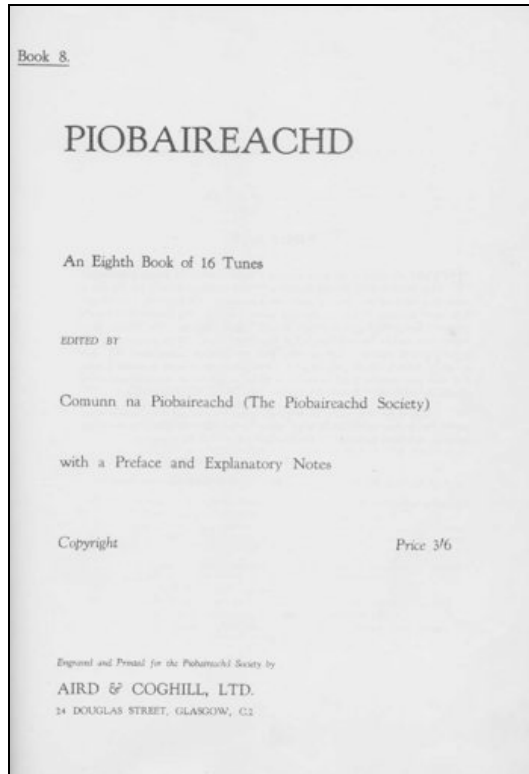 Book 8.
PIOBAIREACHD
An Eighth Book of 16 Tunes
EDITED BY
Comunn na Piobaireachd (The Piobaireachd Society)
with a Preface and Explanatory Notes
Copyright Price 3/6
Engraved and Printed for the Piobaireachd Society by
AIRD & COGHILL, LTD.
24 DOUGLAS STREET, GLASGOW, C.2